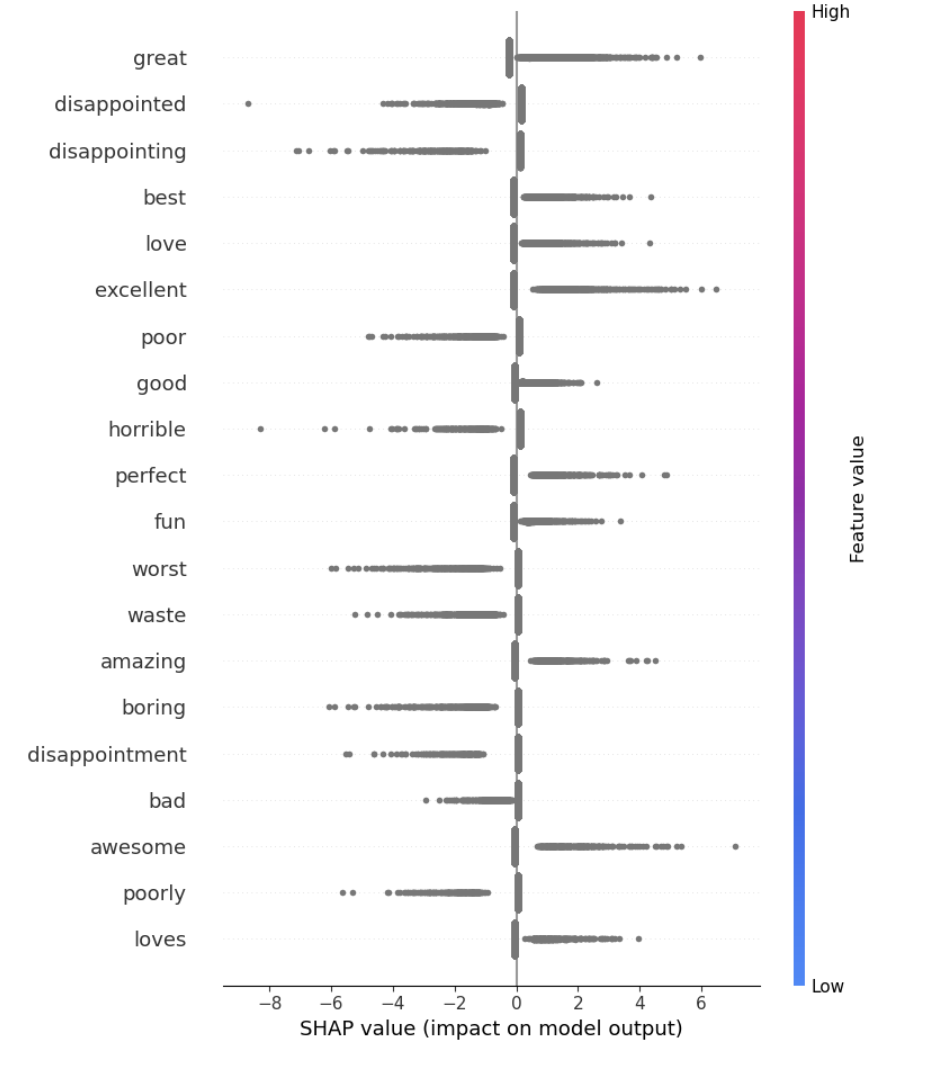 High
great
disappointed
disappointing
best
love
excellent
poor
good
horrible
perfect
fun
worst
waste
amazing
boring
disappointment
bad
awesome
poorly
loves
Feature value
Low
−8 −6 −4 −2 0 2 4 6
SHAP value (impact on model output)